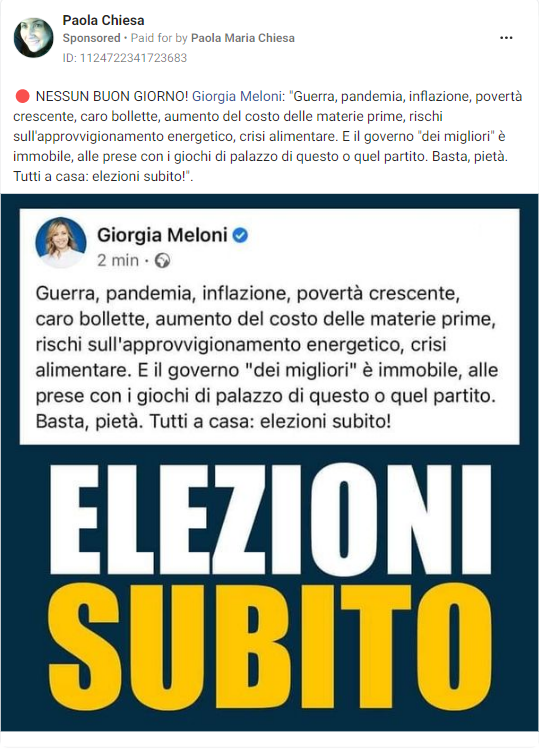 Paola Chiesa
Sponsored • Paid for by Paola Maria Chiesa
ID: 1124722341723683
🔴 NESSUN BUON GIORNO! Giorgia Meloni: "Guerra, pandemia, inflazione, povertà
crescente, caro bollette, aumento del costo delle materie prime, rischi
sull'approvvigionamento energetico, crisi alimentare. E il governo "dei migliori" è
immobile, alle prese con i giochi di palazzo di questo o quel partito. Basta, pietà.
Tutti a casa: elezioni subito!".
Giorgia Meloni
2 min ·
Guerra, pandemia, inflazione, povertà crescente,
caro bollette, aumento del costo delle materie prime,
rischi sull'approvvigionamento energetico, crisi
alimentare. E il governo "dei migliori" è immobile, alle
prese con i giochi di palazzo di questo o quel partito.
Basta, pietà. Tutti a casa: elezioni subito!
ELEZIONI
SUBITO